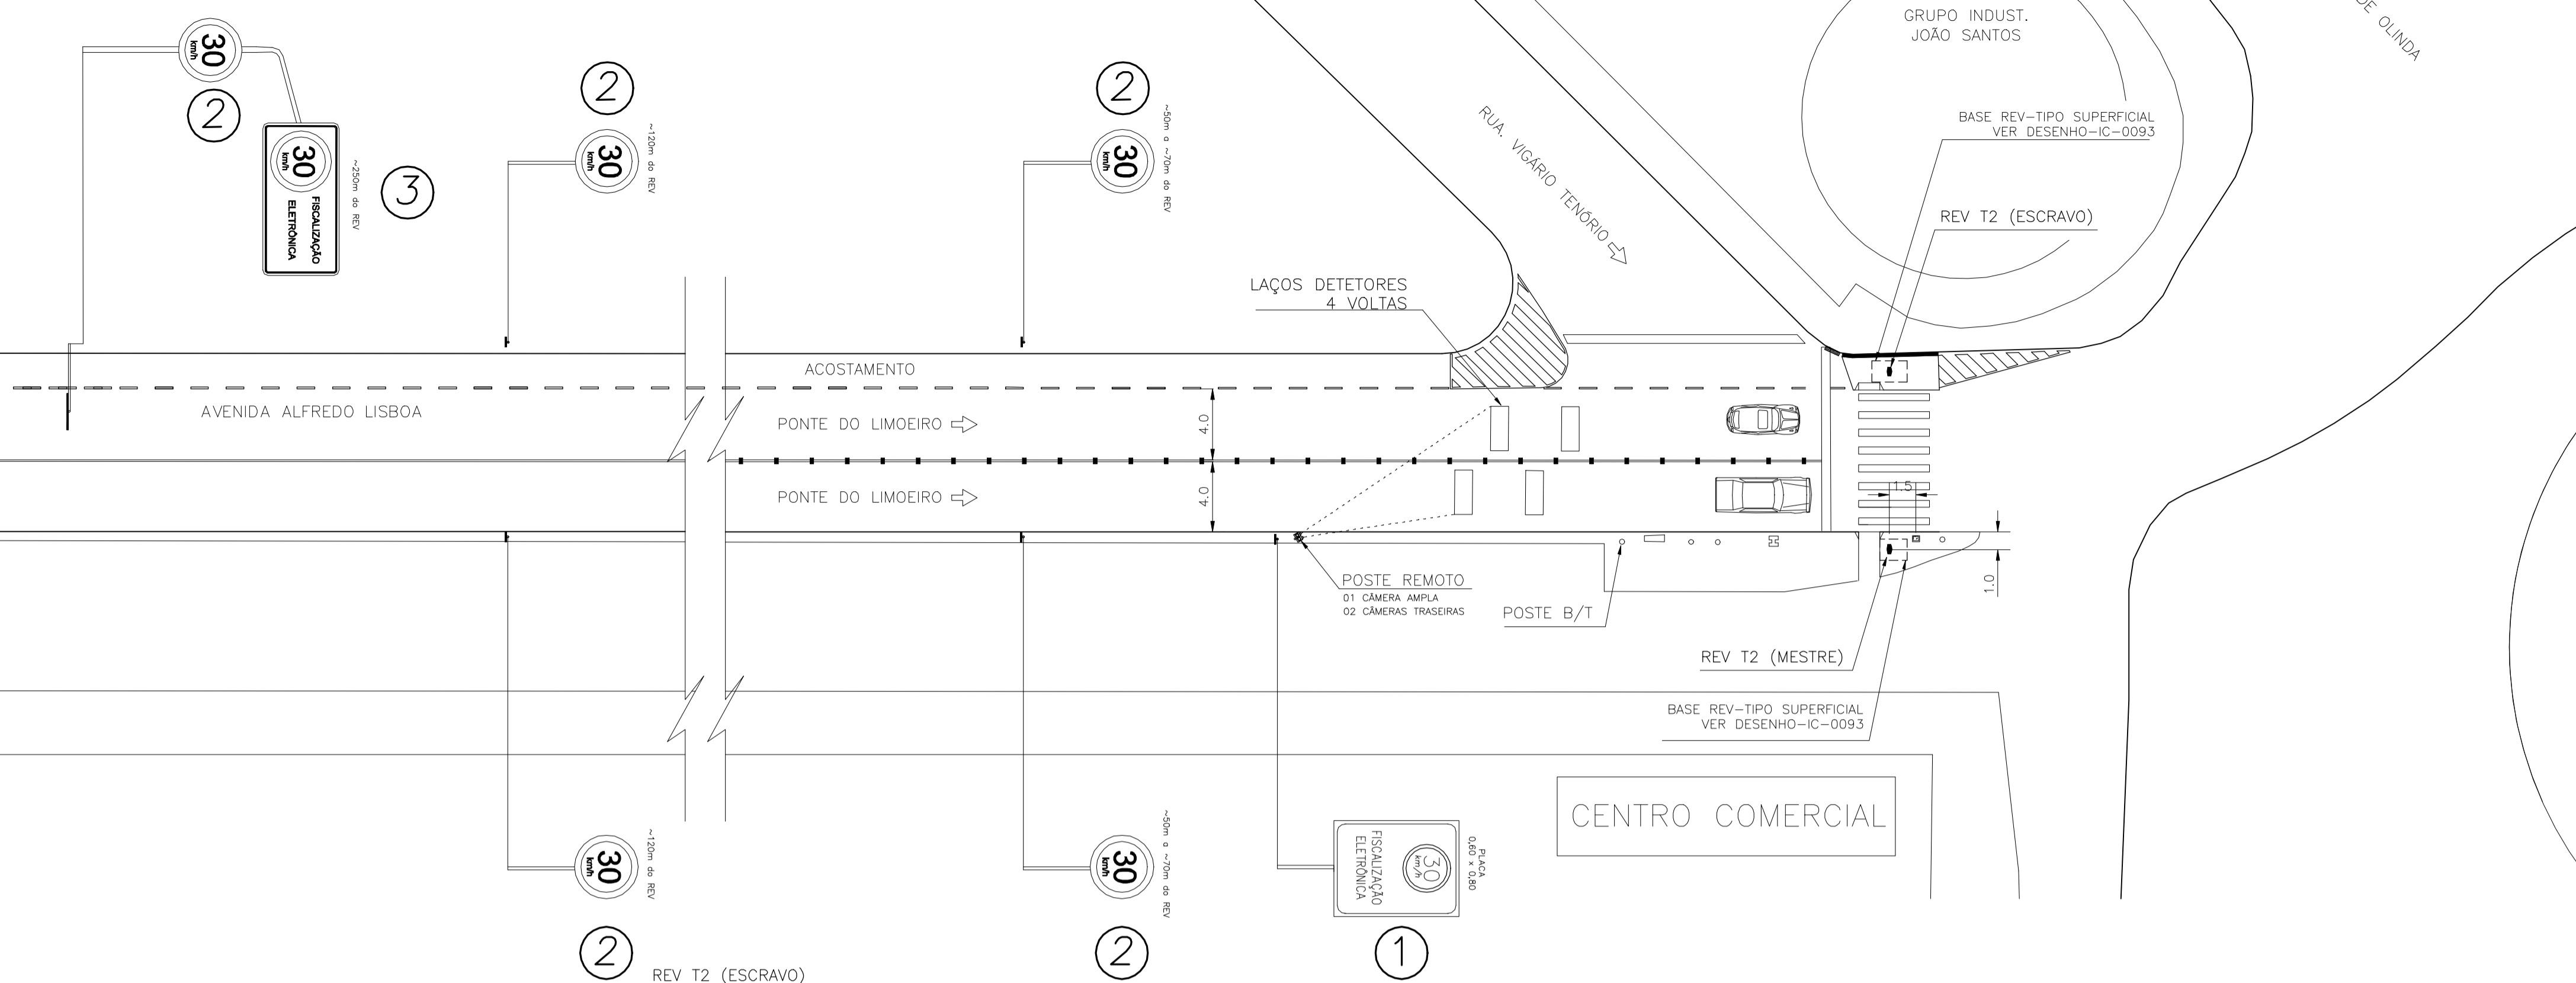 GRUPO INDUST.
JOÃO SANTOS
DE OLINDA
30
km/h
2
30
km/h
FISCALIZAÇÃO
ELETRÔNICA
~250m do REV
3
2
30
km/h
~120m do REV
2
30
km/h
~50m a ~70m do REV
RUA. VIGÁRIO TENÓRIO
BASE REV-TIPO SUPERFICIAL
VER DESENHO-IC-0093
REV T2 (ESCRAVO)
LAÇOS DETETORES
4 VOLTAS
ACOSTAMENTO
AVENIDA ALFREDO LISBOA
PONTE DO LIMOEIRO
4.0
PONTE DO LIMOEIRO
4.0
1.5
1.0
POSTE REMOTO
01 CÂMERA AMPLA
02 CÂMERAS TRASEIRAS
POSTE B/T
REV T2 (MESTRE)
BASE REV-TIPO SUPERFICIAL
VER DESENHO-IC-0093
CENTRO COMERCIAL
30
km/h
~120m do REV
2
REV T2 (ESCRAVO)
30
km/h
~50m a ~70m do REV
2
30
km/h
FISCALIZAÇÃO
ELETRÔNICA
PLACA
0,60 x 0,80
1